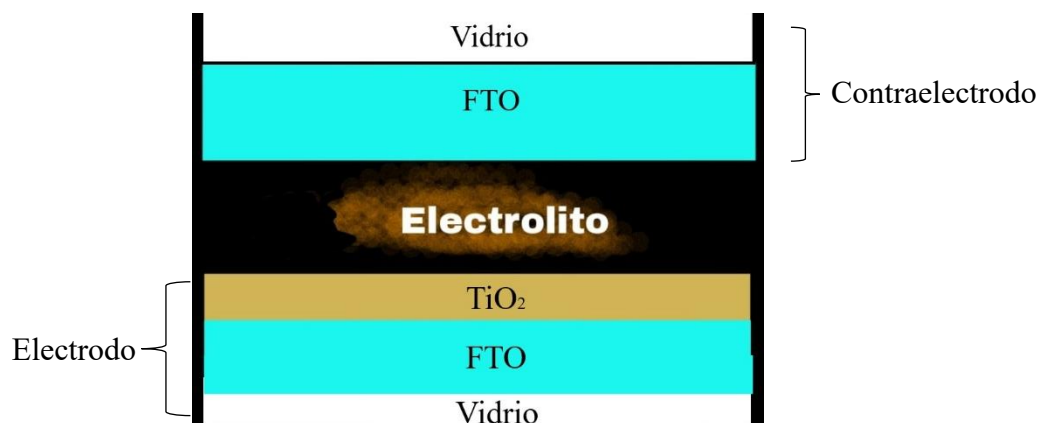 Vidrio
FTO
Contraelectrodo
Electrolito
TiO₂
Electrodo
FTO
Vidrio